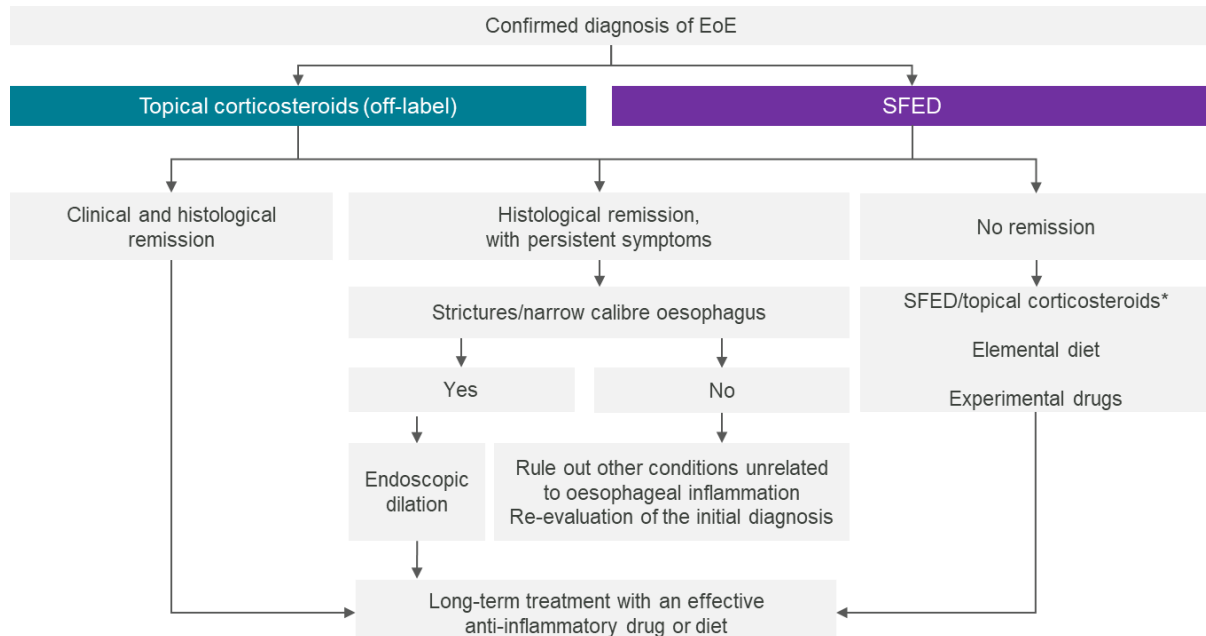 Confirmed diagnosis of EoE
Topical corticosteroids (off-label)
SFED
Clinical and histological
remission
Histological remission,
with persistent symptoms
No remission
Strictures/narrow calibre oesophagus
SFED/topical corticosteroids*
Elemental diet
Experimental drugs
Yes
No
Endoscopic
dilation
Rule out other conditions unrelated
to oesophageal inflammation
Re-evaluation of the initial diagnosis
Long-term treatment with an effective
anti-inflammatory drug or diet